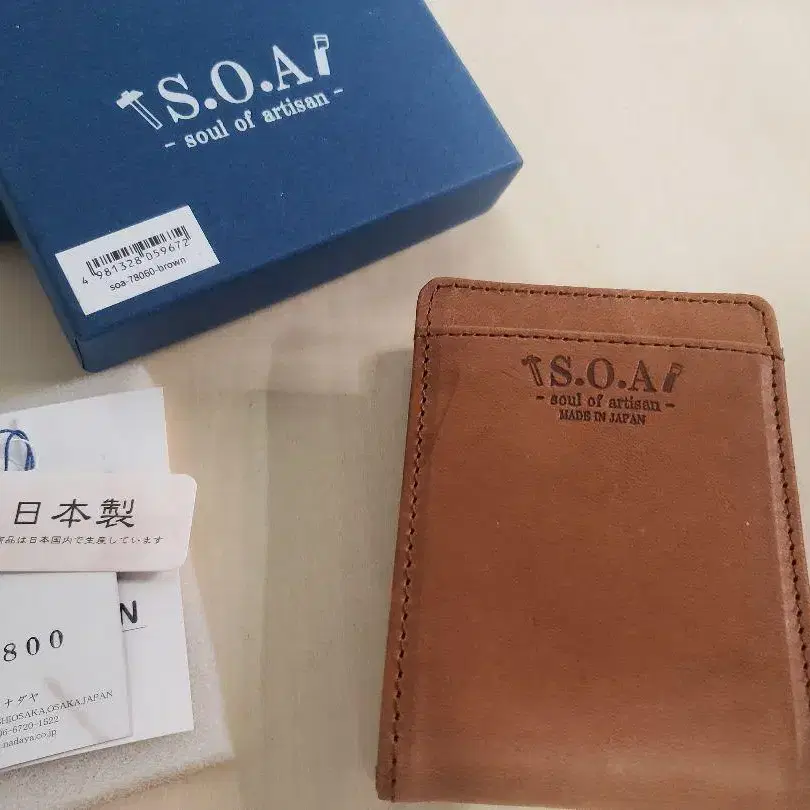 S.O.A
- soul of artisan -
4 981328 059672
soa-78060-brown
S.O.A
- soul of artisan -
MADE IN JAPAN
日本製
品は日本国内で生産しています
N
800
ナダヤ
OSAKA,JAPAN
6-6720-1522
.nadaya.co.jp